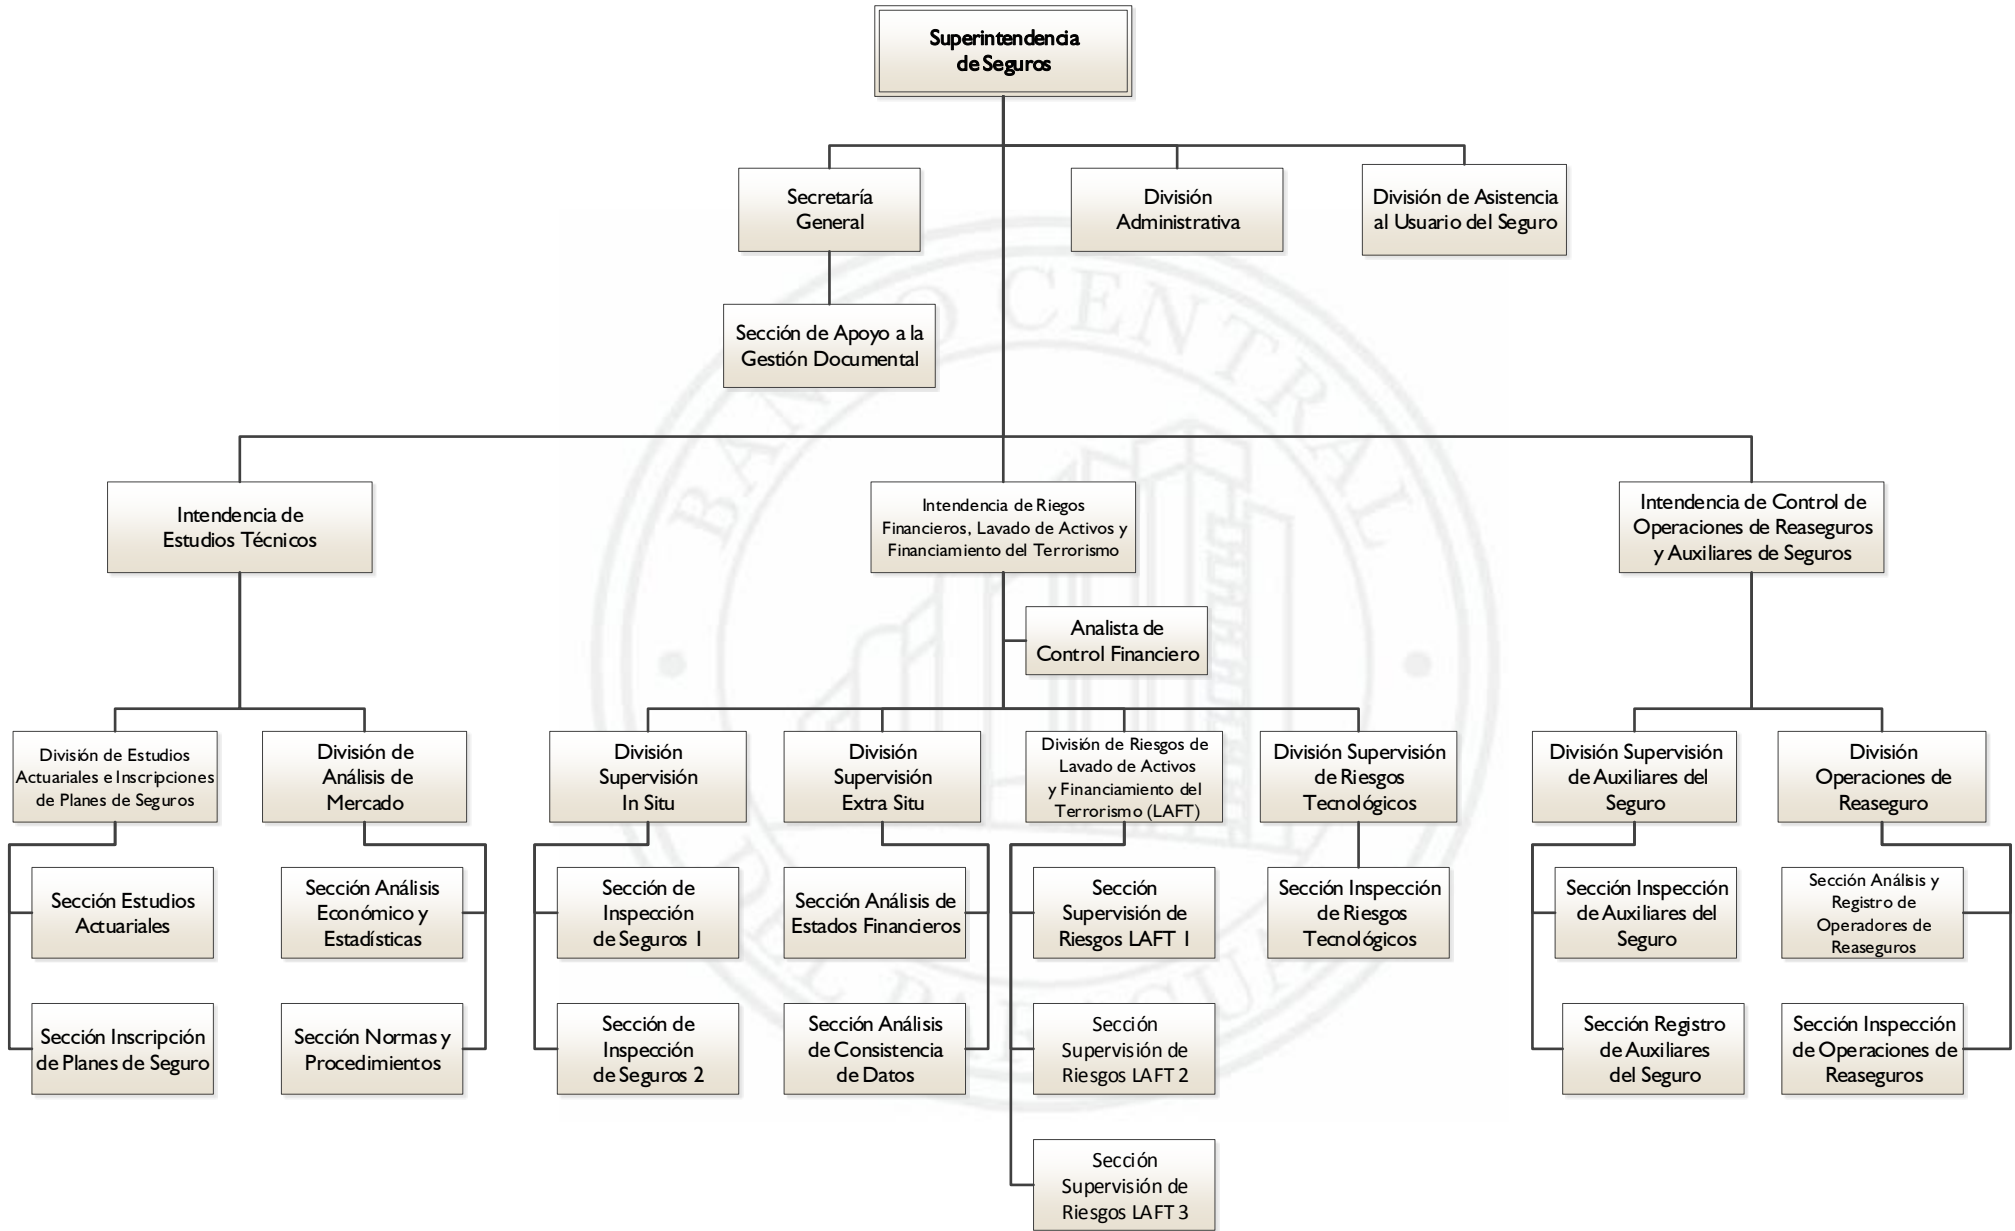 Superintendencia
de Seguros
Secretaría
General
División
Administrativa
División de Asistencia
al Usuario del Seguro
Sección de Apoyo a la
Gestión Documental
BANCO CENTRAL
DEL PARAGUAY
Intendencia de
Estudios Técnicos
Intendencia de Riegos
Financieros, Lavado de Activos y
Financiamiento del Terrorismo
Intendencia de Control de
Operaciones de Reaseguros
y Auxiliares de Seguros
Analista de
Control Financiero
División de Estudios
Actuariales e Inscripciones
de Planes de Seguros
División de
Análisis de
Mercado
División
Supervisión
In Situ
División
Supervisión
Extra Situ
División de Riesgos de
Lavado de Activos
y Financiamiento del
Terrorismo (LAFT)
División Supervisión
de Riesgos
Tecnológicos
División Supervisión
de Auxiliares del
Seguro
División
Operaciones de
Reaseguro
Sección Estudios
Actuariales
Sección Análisis
Económico y
Estadísticas
Sección de
Inspección
de Seguros 1
Sección Análisis de
Estados Financieros
Sección
Supervisión de
Riesgos LAFT 1
Sección Inspección
de Riesgos
Tecnológicos
Sección Inspección
de Auxiliares del
Seguro
Sección Análisis y
Registro de
Operadores de
Reaseguros
Sección Inscripción
de Planes de Seguro
Sección Normas y
Procedimientos
Sección de
Inspección
de Seguros 2
Sección Análisis
de Consistencia
de Datos
Sección
Supervisión de
Riesgos LAFT 2
Sección Registro
de Auxiliares
del Seguro
Sección Inspección
de Operaciones de
Reaseguros
Sección
Supervisión de
Riesgos LAFT 3